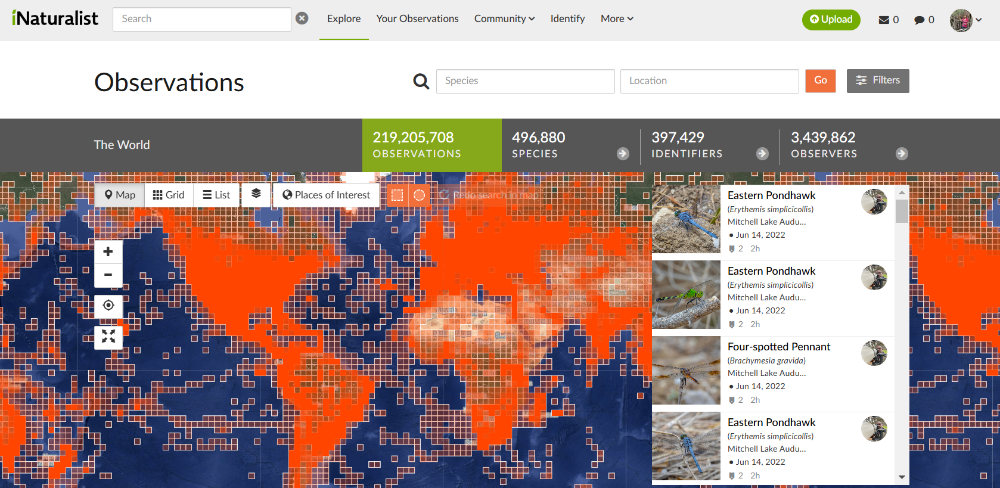 iNaturalist
Search
Explore
Your Observations
Community
Identify
More
Upload
0
0
Observations
Species
Location
Go
Filters
The World
219,205,708
OBSERVATIONS
496,880
SPECIES
397,429
IDENTIFIERS
3,439,862
OBSERVERS
Map
Grid
List
Places of Interest
Redo search in map
Eastern Pondhawk
(Erythemis simplicicollis)
Mitchell Lake Audu...
• Jun 14, 2022
2 2h
Eastern Pondhawk
(Erythemis simplicicollis)
Mitchell Lake Audu...
• Jun 14, 2022
2 2h
Four-spotted Pennant
(Brachymesia gravida)
Mitchell Lake Audu...
• Jun 14, 2022
2 2h
Eastern Pondhawk
(Erythemis simplicicollis)
Mitchell Lake Audu...
• Jun 14, 2022
2 2h
Kazakhstan
Algeria